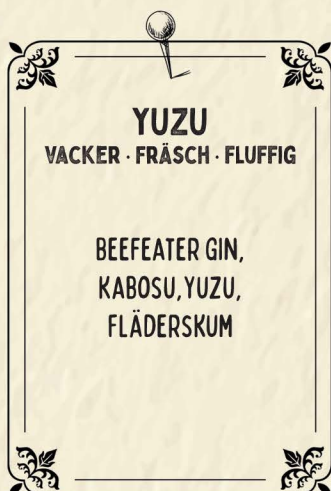 YUZU
VACKER · FRÄSCH · FLUFFIG
BEEFEATER GIN,
KABOSU, YUZU,
FLÄDERSKUM